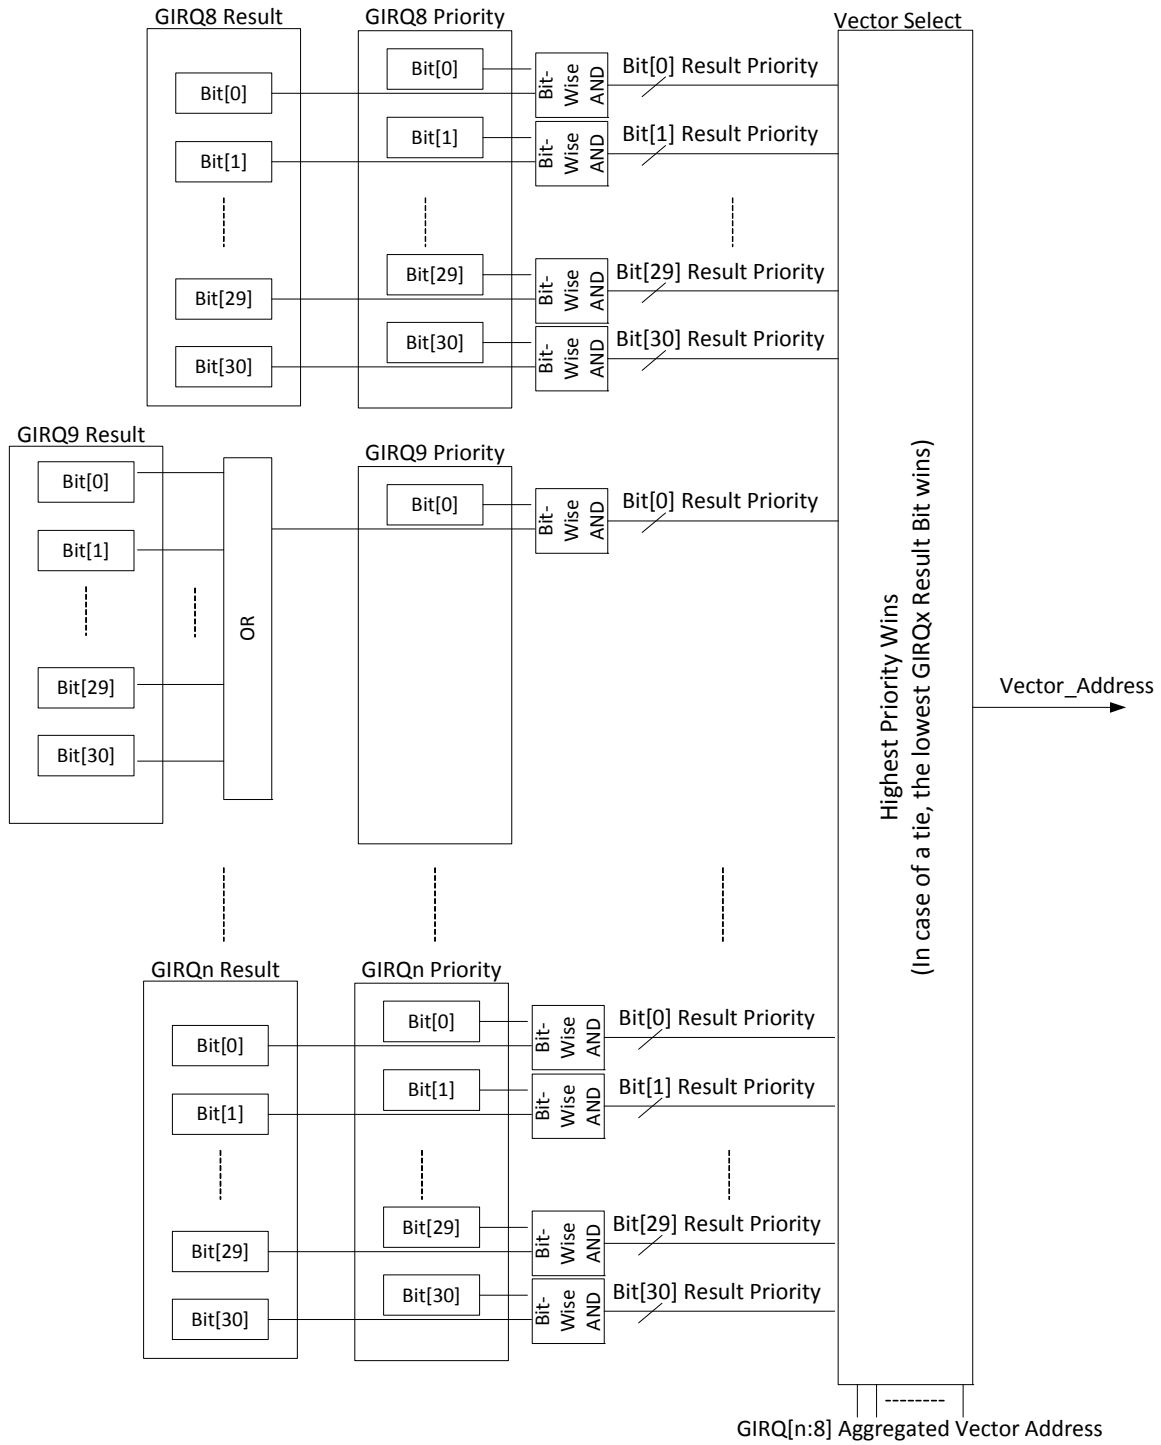 GIRQ8 Result
GIRQ8 Priority
Vector Select
Bit[0]
Bit[0]
Bit-
Wise
AND
Bit[0] Result Priority
Bit[1]
Bit[1]
Bit-
Wise
AND
Bit[1] Result Priority
Bit[29]
Bit[29]
Bit-
Wise
AND
Bit[29] Result Priority
Bit[30]
Bit[30]
Bit-
Wise
AND
Bit[30] Result Priority
GIRQ9 Result
GIRQ9 Priority
Bit[0]
Bit[1]
Bit[29]
Bit[30]
OR
Bit[0]
Bit-
Wise
AND
Bit[0] Result Priority
Highest Priority Wins
(In case of a tie, the lowest GIRQx Result Bit wins)
Vector_Address
GIRQn Result
GIRQn Priority
Bit[0]
Bit[0]
Bit-
Wise
AND
Bit[0] Result Priority
Bit[1]
Bit[1]
Bit-
Wise
AND
Bit[1] Result Priority
Bit[29]
Bit[29]
Bit-
Wise
AND
Bit[29] Result Priority
Bit[30]
Bit[30]
Bit-
Wise
AND
Bit[30] Result Priority
GIRQ[n:8] Aggregated Vector Address